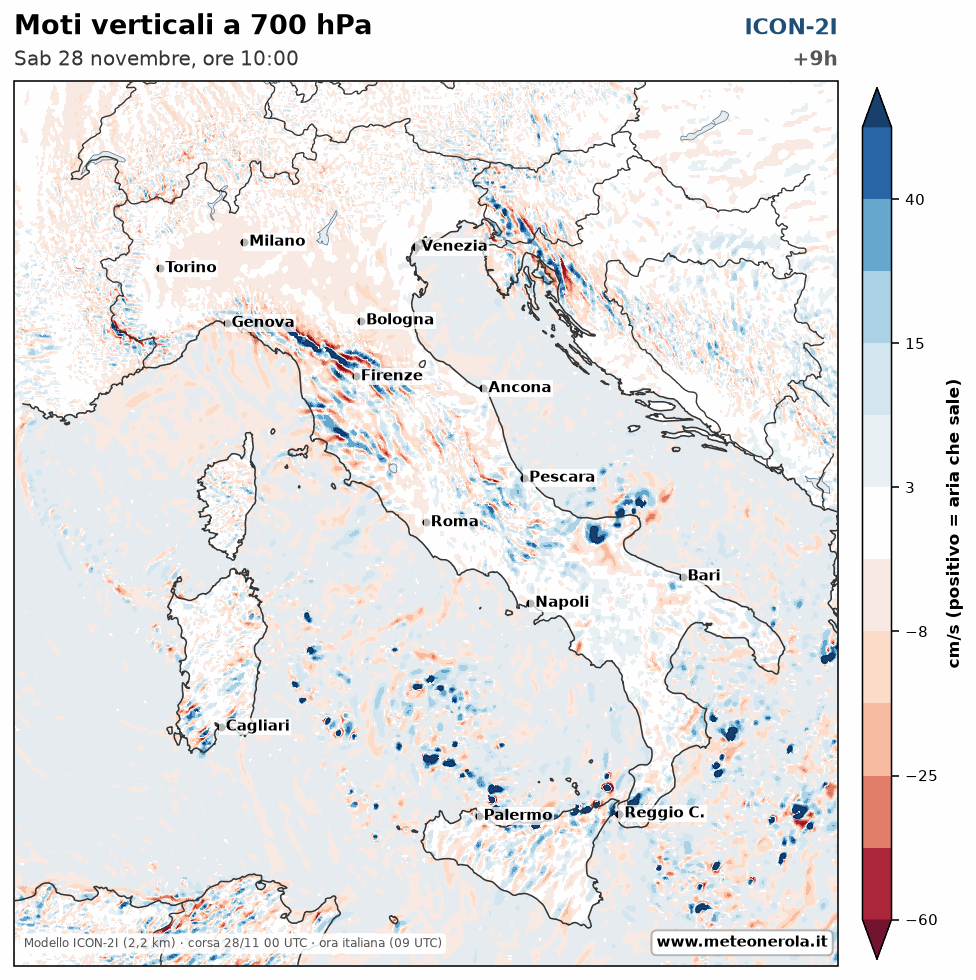 Moti verticali a 700 hPa
ICON-2I
Sab 28 novembre, ore 10:00
+9h
Milano
Venezia
Torino
Genova
Bologna
Firenze
Ancona
Pescara
Roma
Bari
Napoli
Cagliari
Palermo
Reggio C.
40
15
3
−8
−25
−60
cm/s (positivo = aria che sale)
Modello ICON-2I (2,2 km) · corsa 28/11 00 UTC · ora italiana (09 UTC)
www.meteonerola.it